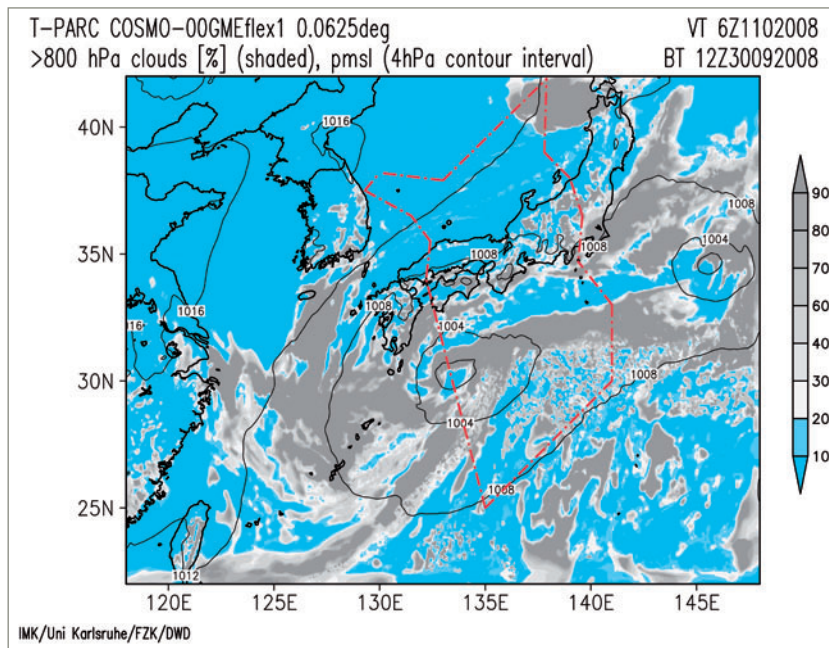 T-PARC COSMO-00GMEflex1 0.0625deg VT 6Z1102008
>800 hPa clouds [%] (shaded), pmsl (4hPa contour interval) BT 12Z30092008
40N
1016
90
1008
80
35N
1008
1004
1008
70
1016
1008
60
016
1004
40
30N
1008
30
1004
20
1008
10
25N
1012
120E 125E 130E 135E 140E 145E
IMK/Uni Karlsruhe/FZK/DWD